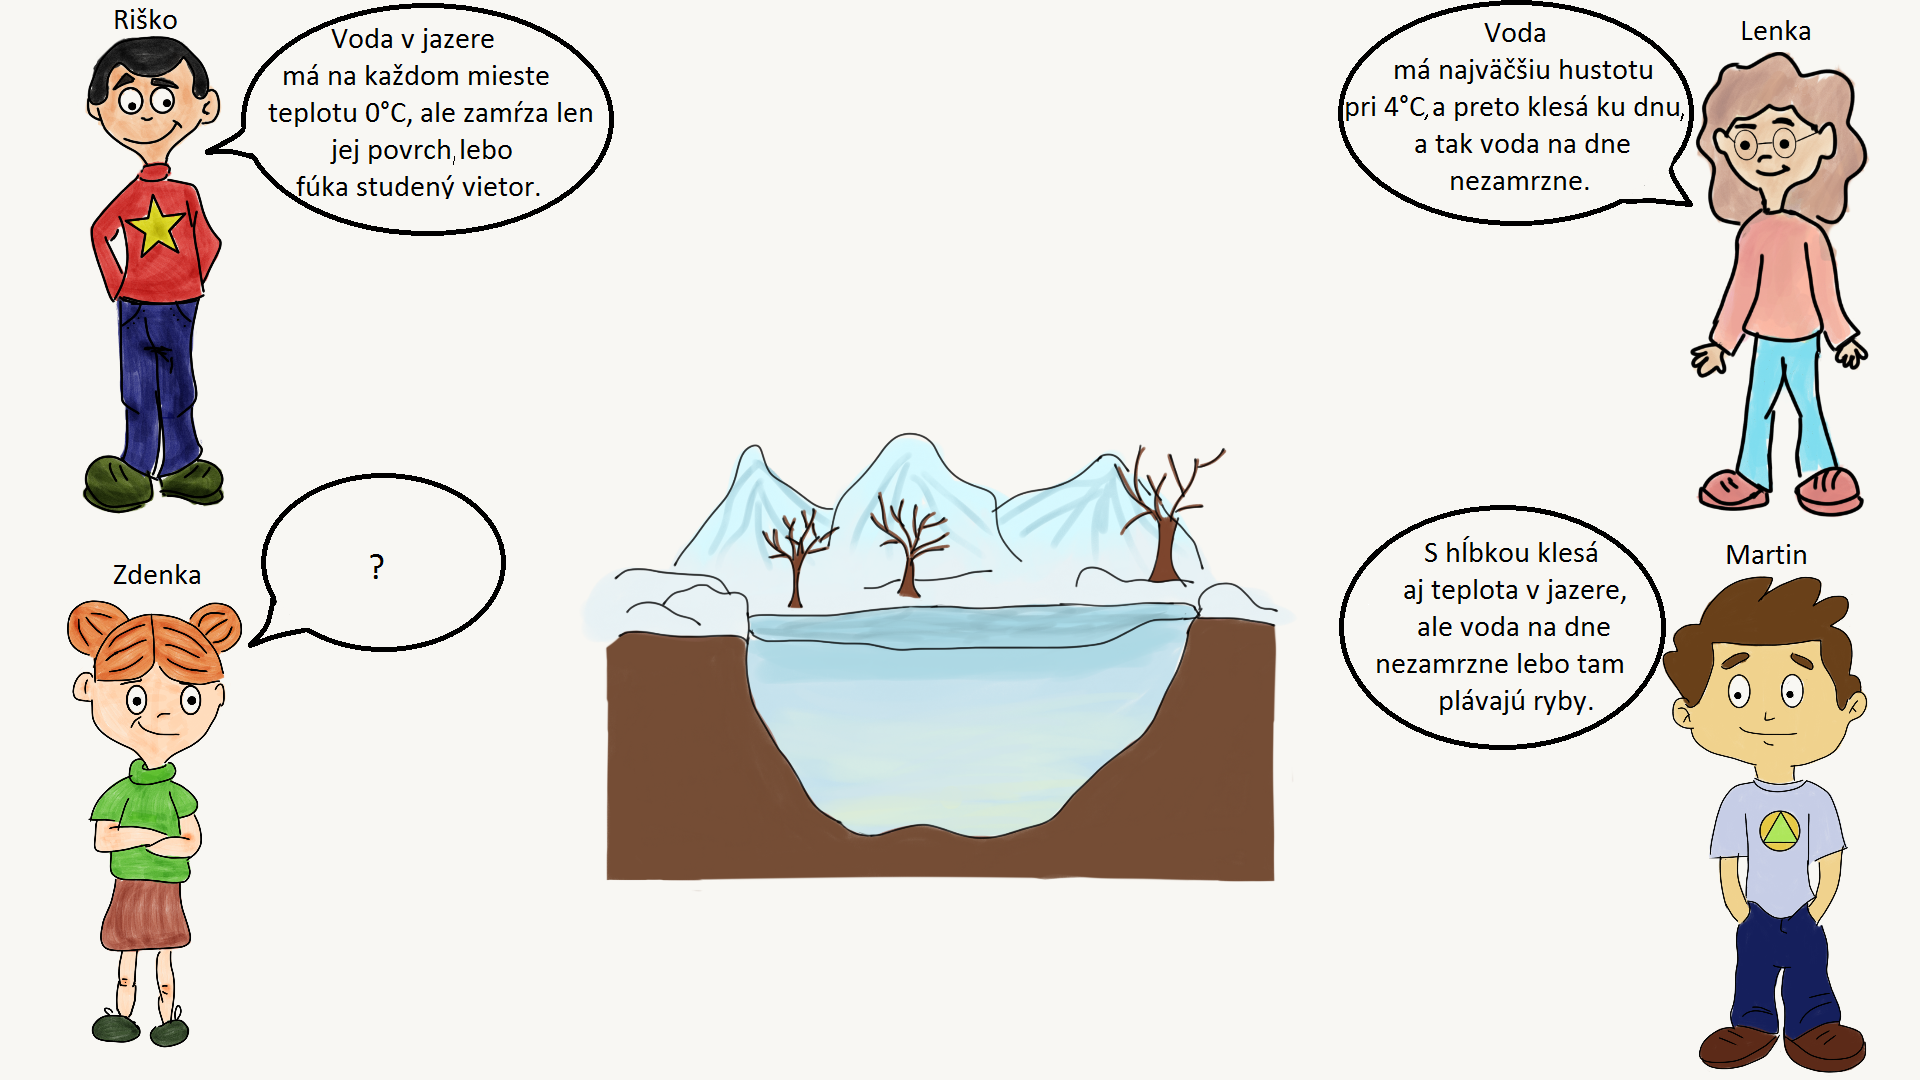 Riško
Voda v jazere
má na každom mieste
teplotu 0°C, ale zamŕza len
jej povrch,lebo
fúka studený vietor.
Lenka
Voda
má najväčšiu hustotu
pri 4°C,a preto klesá ku dnu,
a tak voda na dne
nezamrzne.
Zdenka
?
Martin
S hĺbkou klesá
aj teplota v jazere,
ale voda na dne
nezamrzne lebo tam
plávajú ryby.